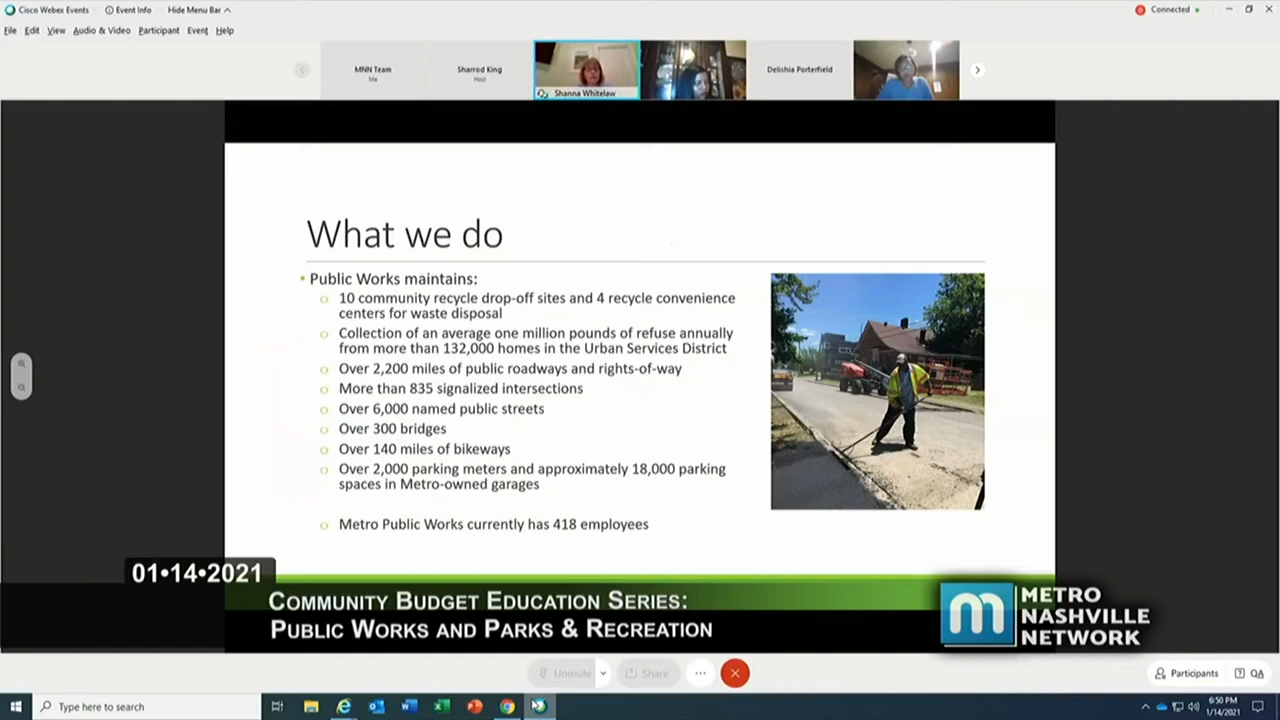 Cisco Webex Events
Event Info
Hide Menu Bar
Connected
File Edit View Audio & Video Participant Event Help
MNN Team
Me
Sharrod King
Host
Shanna Whitelaw
Delishia Porterfield
What we do
• Public Works maintains:
o 10 community recycle drop-off sites and 4 recycle convenience
centers for waste disposal
o Collection of an average one million pounds of refuse annually
from more than 132,000 homes in the Urban Services District
o Over 2,200 miles of public roadways and rights-of-way
o More than 835 signalized intersections
o Over 6,000 named public streets
o Over 300 bridges
o Over 140 miles of bikeways
o Over 2,000 parking meters and approximately 18,000 parking
spaces in Metro-owned garages
o Metro Public Works currently has 418 employees
01•14•2021
COMMUNITY BUDGET EDUCATION SERIES:
PUBLIC WORKS AND PARKS & RECREATION
m
METRO
NASHVILLE
NETWORK
Unmute
Share
Participants
QA
Type here to search
6:50 PM
1/14/2021